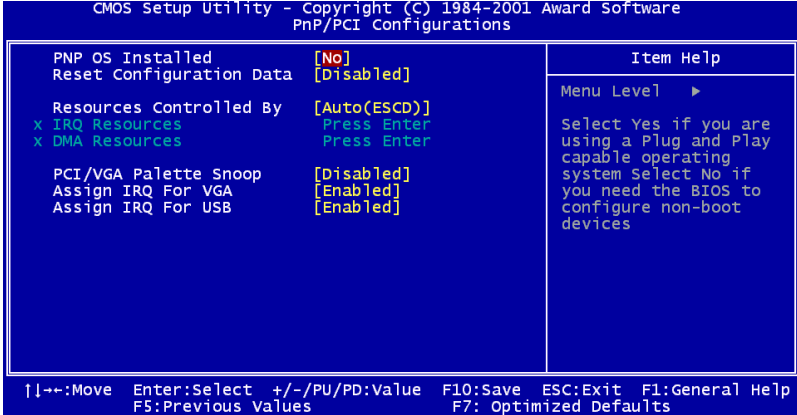 CMOS Setup Utility - Copyright (C) 1984-2001 Award Software
PnP/PCI Configurations
PNP OS Installed [No]
Reset Configuration Data [Disabled]
Resources Controlled By [Auto(ESCD)]
x IRQ Resources Press Enter
x DMA Resources Press Enter
PCI/VGA Palette Snoop [Disabled]
Assign IRQ For VGA [Enabled]
Assign IRQ For USB [Enabled]
Item Help
Menu Level ►
Select Yes if you are
using a Plug and Play
capable operating
system Select No if
you need the BIOS to
configure non-boot
devices
↑↓→←:Move Enter:Select +/-/PU/PD:Value F10:Save ESC:Exit F1:General Help
F5:Previous Values F7: Optimized Defaults